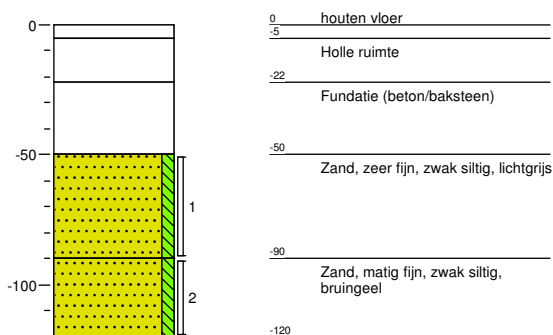 0
0
houten vloer
-5
Holle ruimte
-22
Fundatie (beton/baksteen)
-50
-50
Zand, zeer fijn, zwak siltig, lichtgrijs
1
-90
Zand, matig fijn, zwak siltig,
bruingeel
-100
2
-120